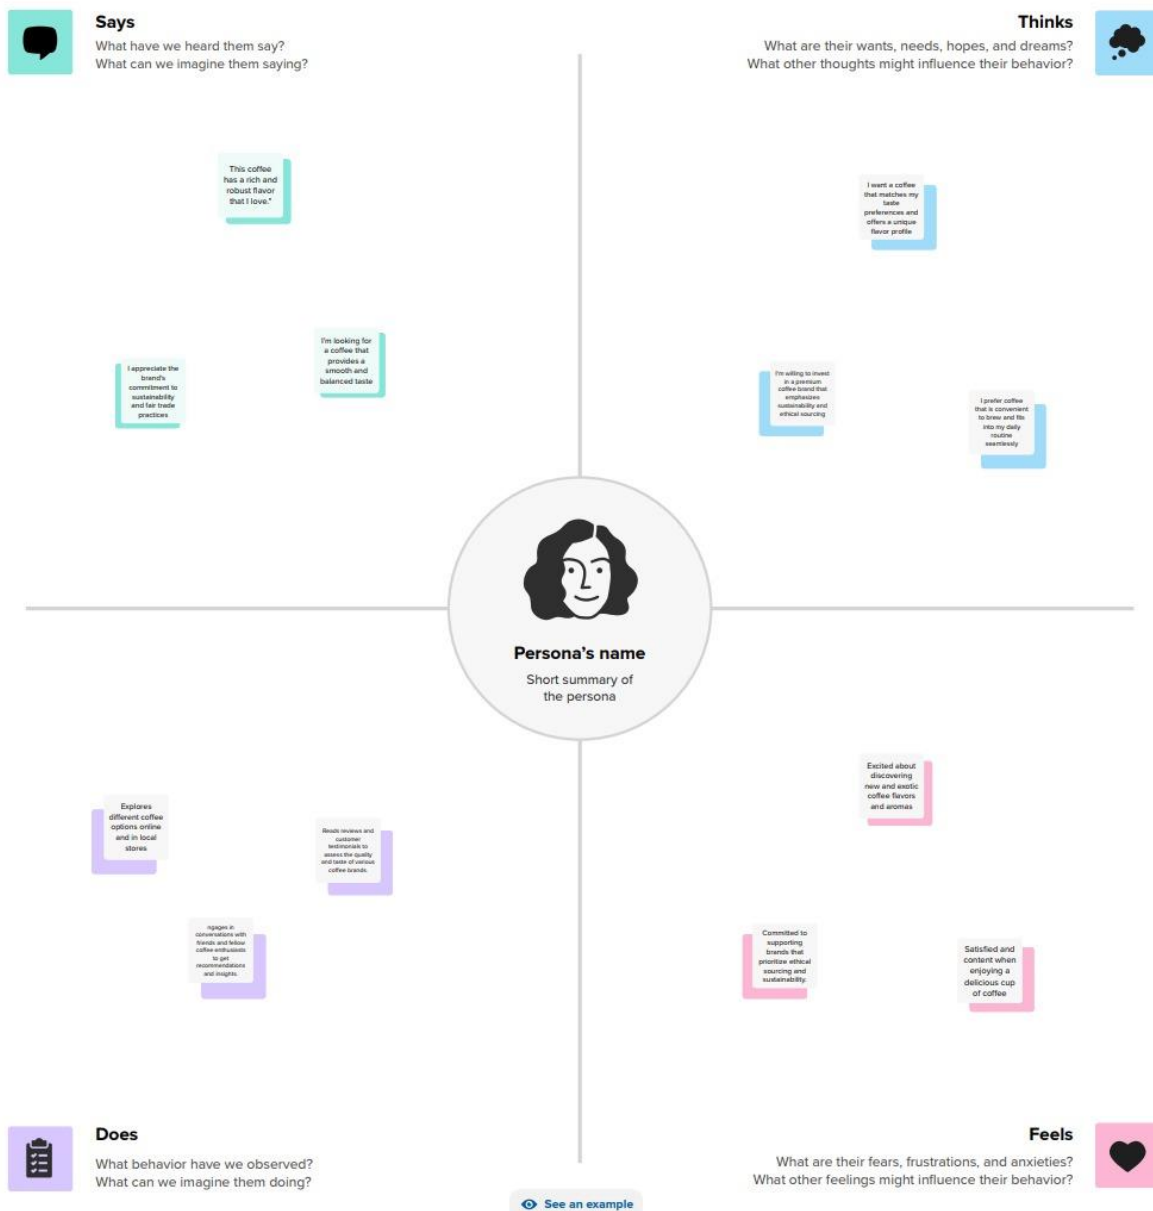 Says
What have we heard them say?
What can we imagine them saying?
Thinks
What are their wants, needs, hopes, and dreams?
What other thoughts might influence their behavior?
This coffee
has a rich and
robust flavor
that I love."
I'm looking for
a coffee that
provides a
smooth and
balanced taste
I appreciate the
brand's
commitment to
sustainability
and fair trade
practices
I want a coffee
that matches my
taste
preferences and
offers a unique
flavor profile
I'm willing to invest
in a premium
coffee brand that
emphasizes
sustainability and
ethical sourcing
I prefer coffee
that is convenient
to brew and fits
into my daily
routine
seamlessly
Persona's name
Short summary of
the persona
Explores
different coffee
options online
and in local
stores
Reads reviews and
customer
testimonials to
assess the quality
and taste of various
coffee brands.
ngages in
conversations with
friends and fellow
coffee enthusiasts
to get
recommendations
and insights.
Excited about
discovering
new and exotic
coffee flavors
and aromas
Committed to
supporting
brands that
prioritize ethical
sourcing and
sustainability.
Satisfied and
content when
enjoying a
delicious cup
of coffee
Does
What behavior have we observed?
What can we imagine them doing?
Feels
What are their fears, frustrations, and anxieties?
What other feelings might influence their behavior?
See an example